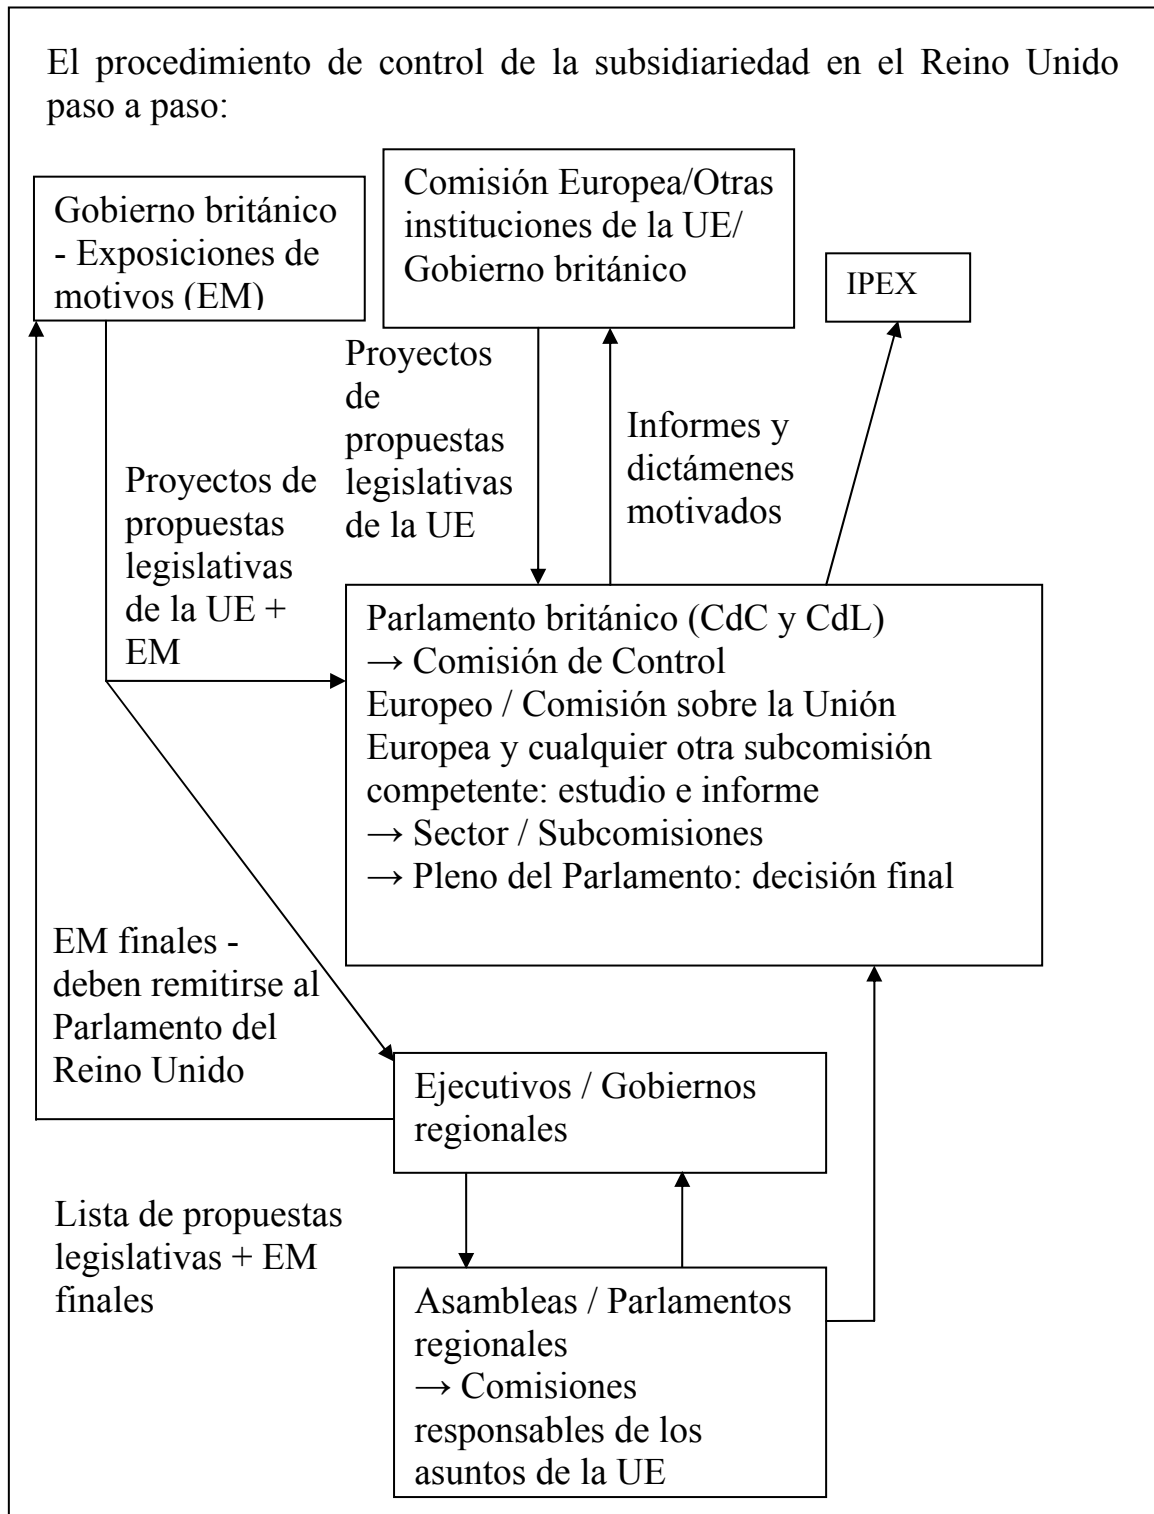 El procedimiento de control de la subsidiariedad en el Reino Unido
paso a paso:
Gobierno británico
- Exposiciones de
motivos (EM)
Comisión Europea/Otras
instituciones de la UE/
Gobierno británico
IPEX
Proyectos
de
propuestas
legislativas
de la UE
Informes y
dictámenes
motivados
Proyectos de
propuestas
legislativas
de la UE +
EM
Parlamento británico (CdC y CdL)
→ Comisión de Control
Europeo / Comisión sobre la Unión
Europea y cualquier otra subcomisión
competente: estudio e informe
→ Sector / Subcomisiones
→ Pleno del Parlamento: decisión final
EM finales -
deben remitirse al
Parlamento del
Reino Unido
Ejecutivos / Gobiernos
regionales
Lista de propuestas
legislativas + EM
finales
Asambleas / Parlamentos
regionales
→ Comisiones
responsables de los
asuntos de la UE